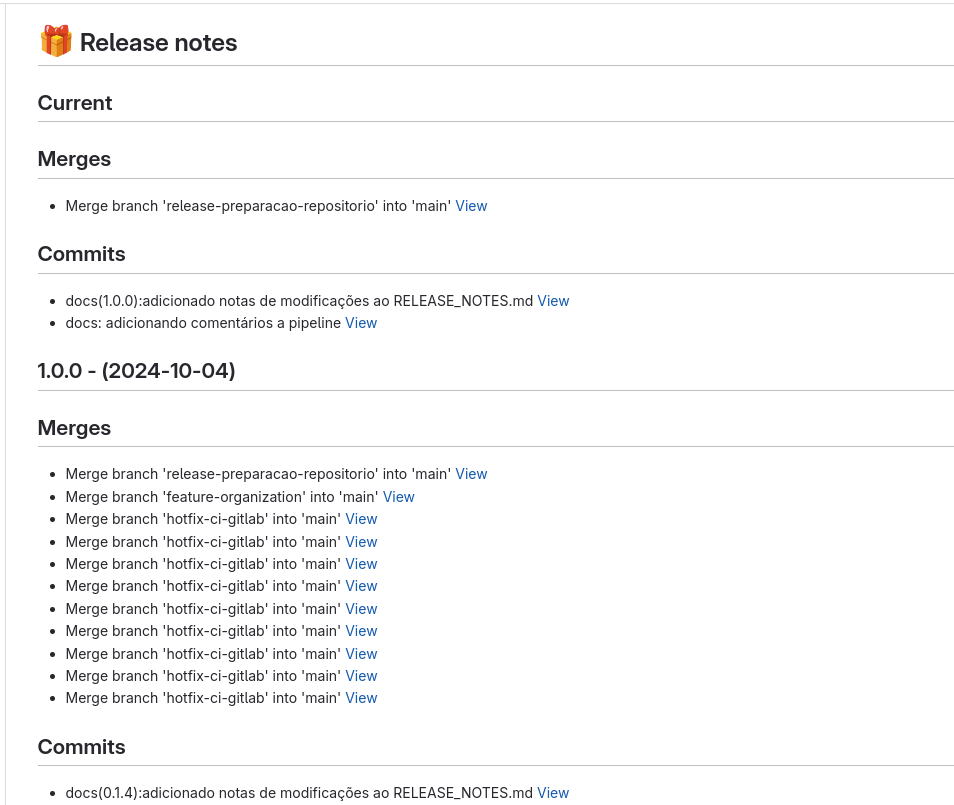 🎁 Release notes
Current
Merges
Merge branch 'release-preparacao-repositorio' into 'main' View
Commits
docs(1.0.0):adicionado notas de modificações ao RELEASE_NOTES.md View
docs: adicionando comentários a pipeline View
1.0.0 - (2024-10-04)
Merges
Merge branch 'release-preparacao-repositorio' into 'main' View
Merge branch 'feature-organization' into 'main' View
Merge branch 'hotfix-ci-gitlab' into 'main' View
Merge branch 'hotfix-ci-gitlab' into 'main' View
Merge branch 'hotfix-ci-gitlab' into 'main' View
Merge branch 'hotfix-ci-gitlab' into 'main' View
Merge branch 'hotfix-ci-gitlab' into 'main' View
Merge branch 'hotfix-ci-gitlab' into 'main' View
Merge branch 'hotfix-ci-gitlab' into 'main' View
Merge branch 'hotfix-ci-gitlab' into 'main' View
Merge branch 'hotfix-ci-gitlab' into 'main' View
Commits
docs(0.1.4):adicionado notas de modificações ao RELEASE_NOTES.md View